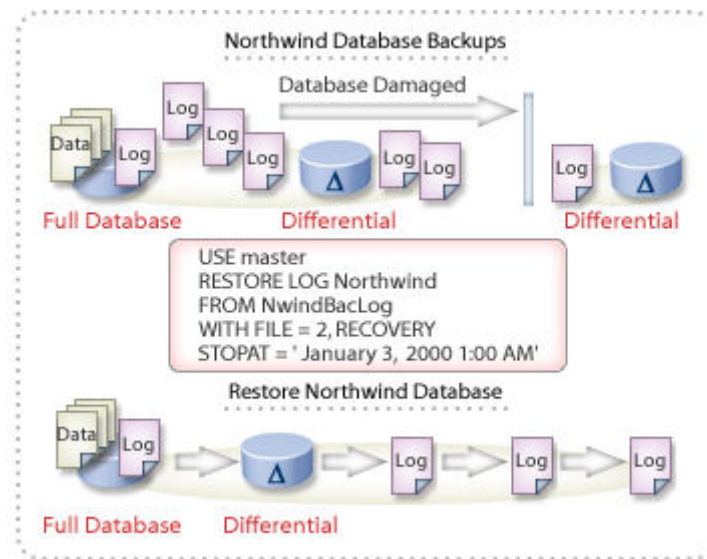 Northwind Database Backups
Database Damaged
Data
Log
Log
Log
Log
Δ
Log
Log
Log
Δ
Full Database
Differential
Differential
USE master
RESTORE LOG Northwind
FROM NwindBacLog
WITH FILE = 2, RECOVERY
STOPAT = ' January 3, 2000 1:00 AM'
Restore Northwind Database
Data
Log
Δ
Log
Log
Log
Full Database
Differential